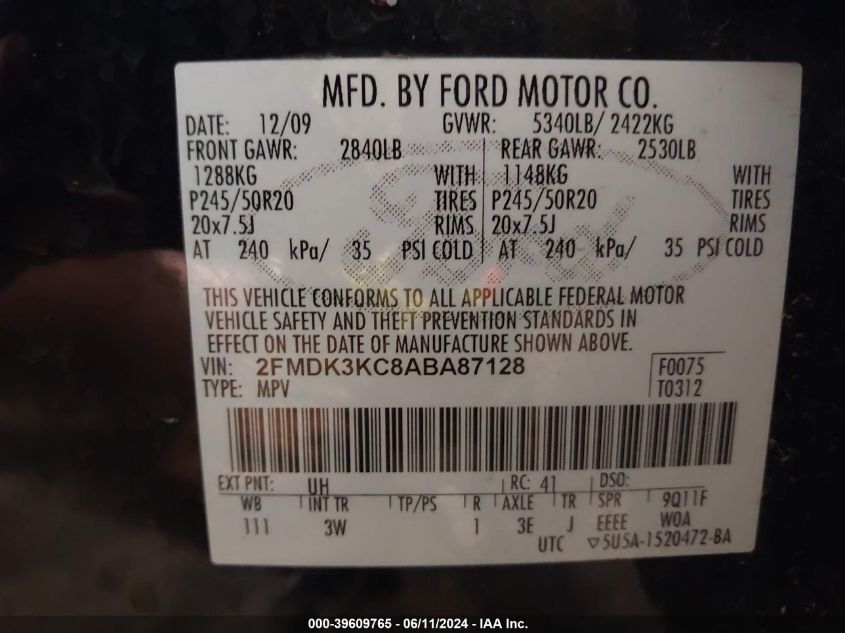 MFD. BY FORD MOTOR CO.
DATE: 12/09 GVWR: 5340LB/ 2422KG
FRONT GAWR: 2840LB REAR GAWR: 2530LB
1288KG WITH 1148KG WITH
P245/50R20 TIRES P245/50R20 TIRES
20x7.5J RIMS 20x7.5J RIMS
AT 240 kPa/ 35 PSI COLD AT 240 kPa/ 35 PSI COLD
THIS VEHICLE CONFORMS TO ALL APPLICABLE FEDERAL MOTOR
VEHICLE SAFETY AND THEFT PREVENTION STANDARDS IN
EFFECT ON THE DATE OF MANUFACTURE SHOWN ABOVE.
VIN: 2FMDK3KC8ABA87128 F0075
TYPE: MPV T0312
EXT PNT: UH RC: 41 DSO:
WB INT TR TP/PS R AXLE TR SPR 9Q11F
111 3W 1 3E J EEEE WOA
UTC ▽5U5A-1520472-BA
000-39609765 - 06/11/2024 - IAA Inc.